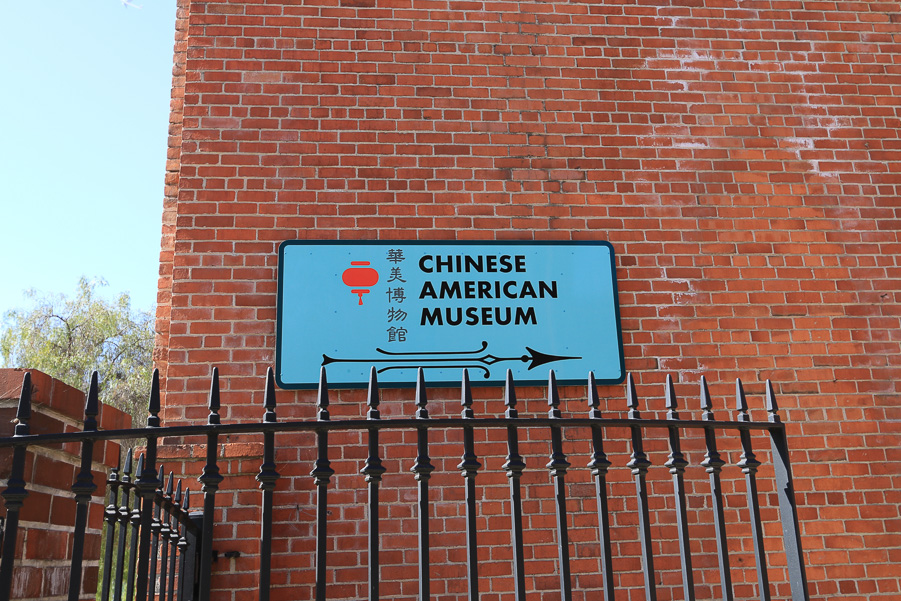 華美博物館
CHINESE
AMERICAN
MUSEUM